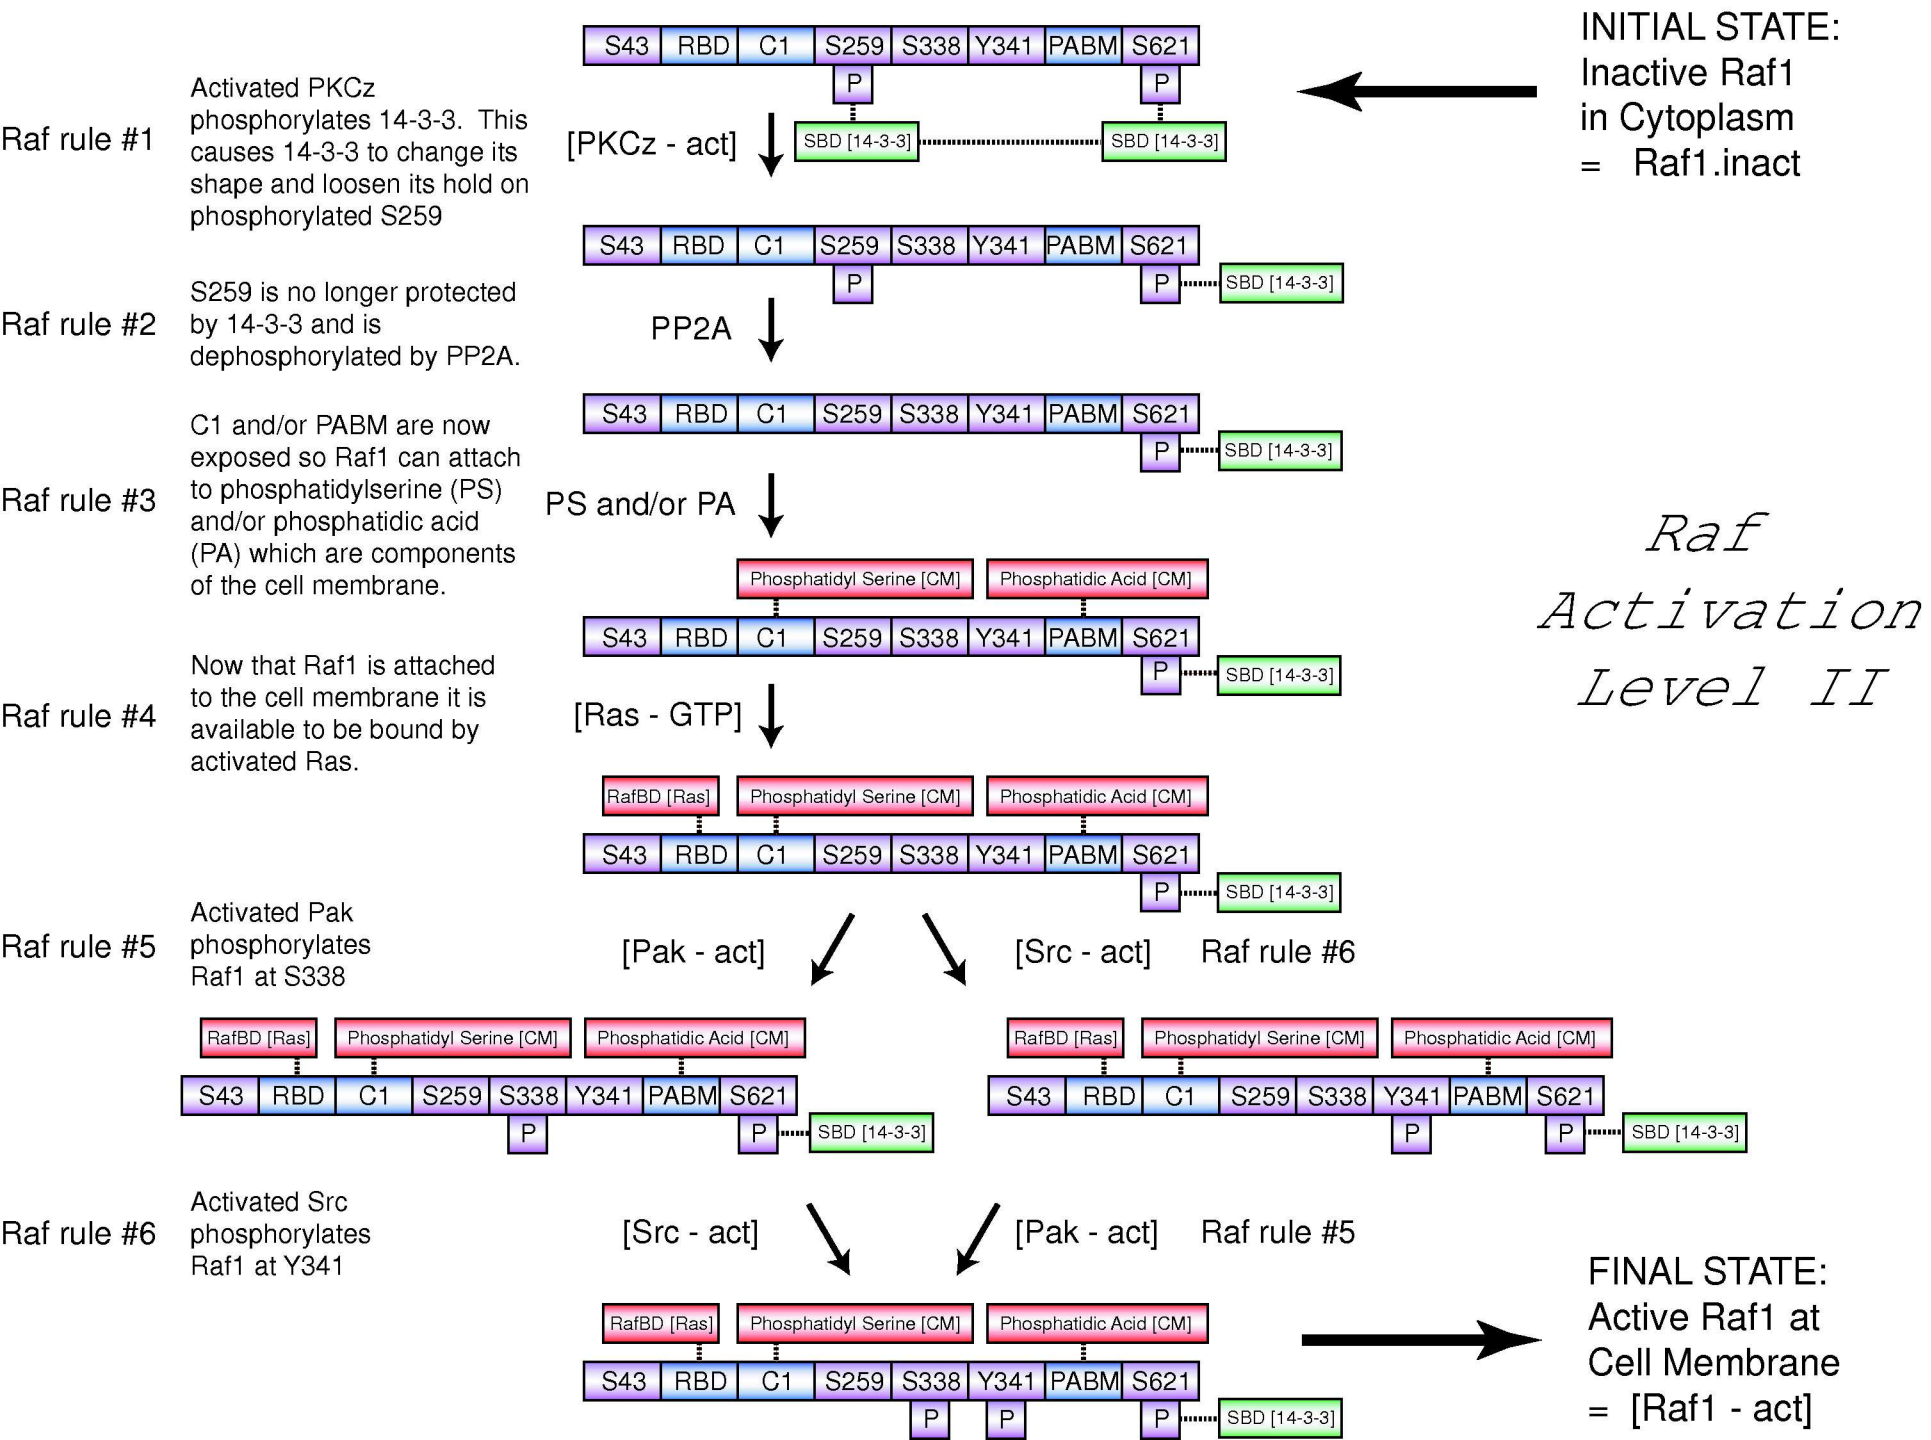 S43 RBD C1 S259 S338 Y341 PABM S621
P P
SBD [14-3-3] SBD [14-3-3]
INITIAL STATE:
Inactive Raf1
in Cytoplasm
= Raf1.inact
Raf rule #1
Activated PKCz
phosphorylates 14-3-3. This
causes 14-3-3 to change its
shape and loosen its hold on
phosphorylated S259
[PKCz - act]
S43 RBD C1 S259 S338 Y341 PABM S621
P P SBD [14-3-3]
Raf rule #2
S259 is no longer protected
by 14-3-3 and is
dephosphorylated by PP2A.
PP2A
S43 RBD C1 S259 S338 Y341 PABM S621
P SBD [14-3-3]
Raf rule #3
C1 and/or PABM are now
exposed so Raf1 can attach
to phosphatidylserine (PS)
and/or phosphatidic acid
(PA) which are components
of the cell membrane.
PS and/or PA
Raf
Activation
Level II
Phosphatidyl Serine [CM] Phosphatidic Acid [CM]
S43 RBD C1 S259 S338 Y341 PABM S621
P SBD [14-3-3]
Raf rule #4
Now that Raf1 is attached
to the cell membrane it is
available to be bound by
activated Ras.
[Ras - GTP]
RafBD [Ras] Phosphatidyl Serine [CM] Phosphatidic Acid [CM]
S43 RBD C1 S259 S338 Y341 PABM S621
P SBD [14-3-3]
Raf rule #5
Activated Pak
phosphorylates
Raf1 at S338
[Pak - act] [Src - act] Raf rule #6
RafBD [Ras] Phosphatidyl Serine [CM] Phosphatidic Acid [CM]
S43 RBD C1 S259 S338 Y341 PABM S621
P P SBD [14-3-3]
RafBD [Ras] Phosphatidyl Serine [CM] Phosphatidic Acid [CM]
S43 RBD C1 S259 S338 Y341 PABM S621
P P SBD [14-3-3]
Raf rule #6
Activated Src
phosphorylates
Raf1 at Y341
[Src - act] [Pak - act] Raf rule #5
RafBD [Ras] Phosphatidyl Serine [CM] Phosphatidic Acid [CM]
S43 RBD C1 S259 S338 Y341 PABM S621
P P P SBD [14-3-3]
FINAL STATE:
Active Raf1 at
Cell Membrane
= [Raf1 - act]